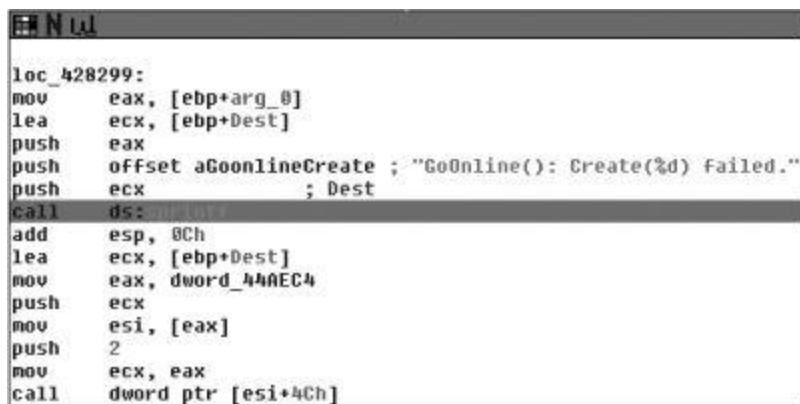 loc_428299:
mov eax, [ebp+arg_0]
lea ecx, [ebp+Dest]
push eax
push offset aGoonlineCreate ; "GoOnline(): Create(%d) failed."
push ecx ; Dest
call ds:sprintf
add esp, 0Ch
lea ecx, [ebp+Dest]
mov eax, dword_44AEC4
push ecx
mov esi, [eax]
push 2
mov ecx, eax
call dword ptr [esi+4Ch]